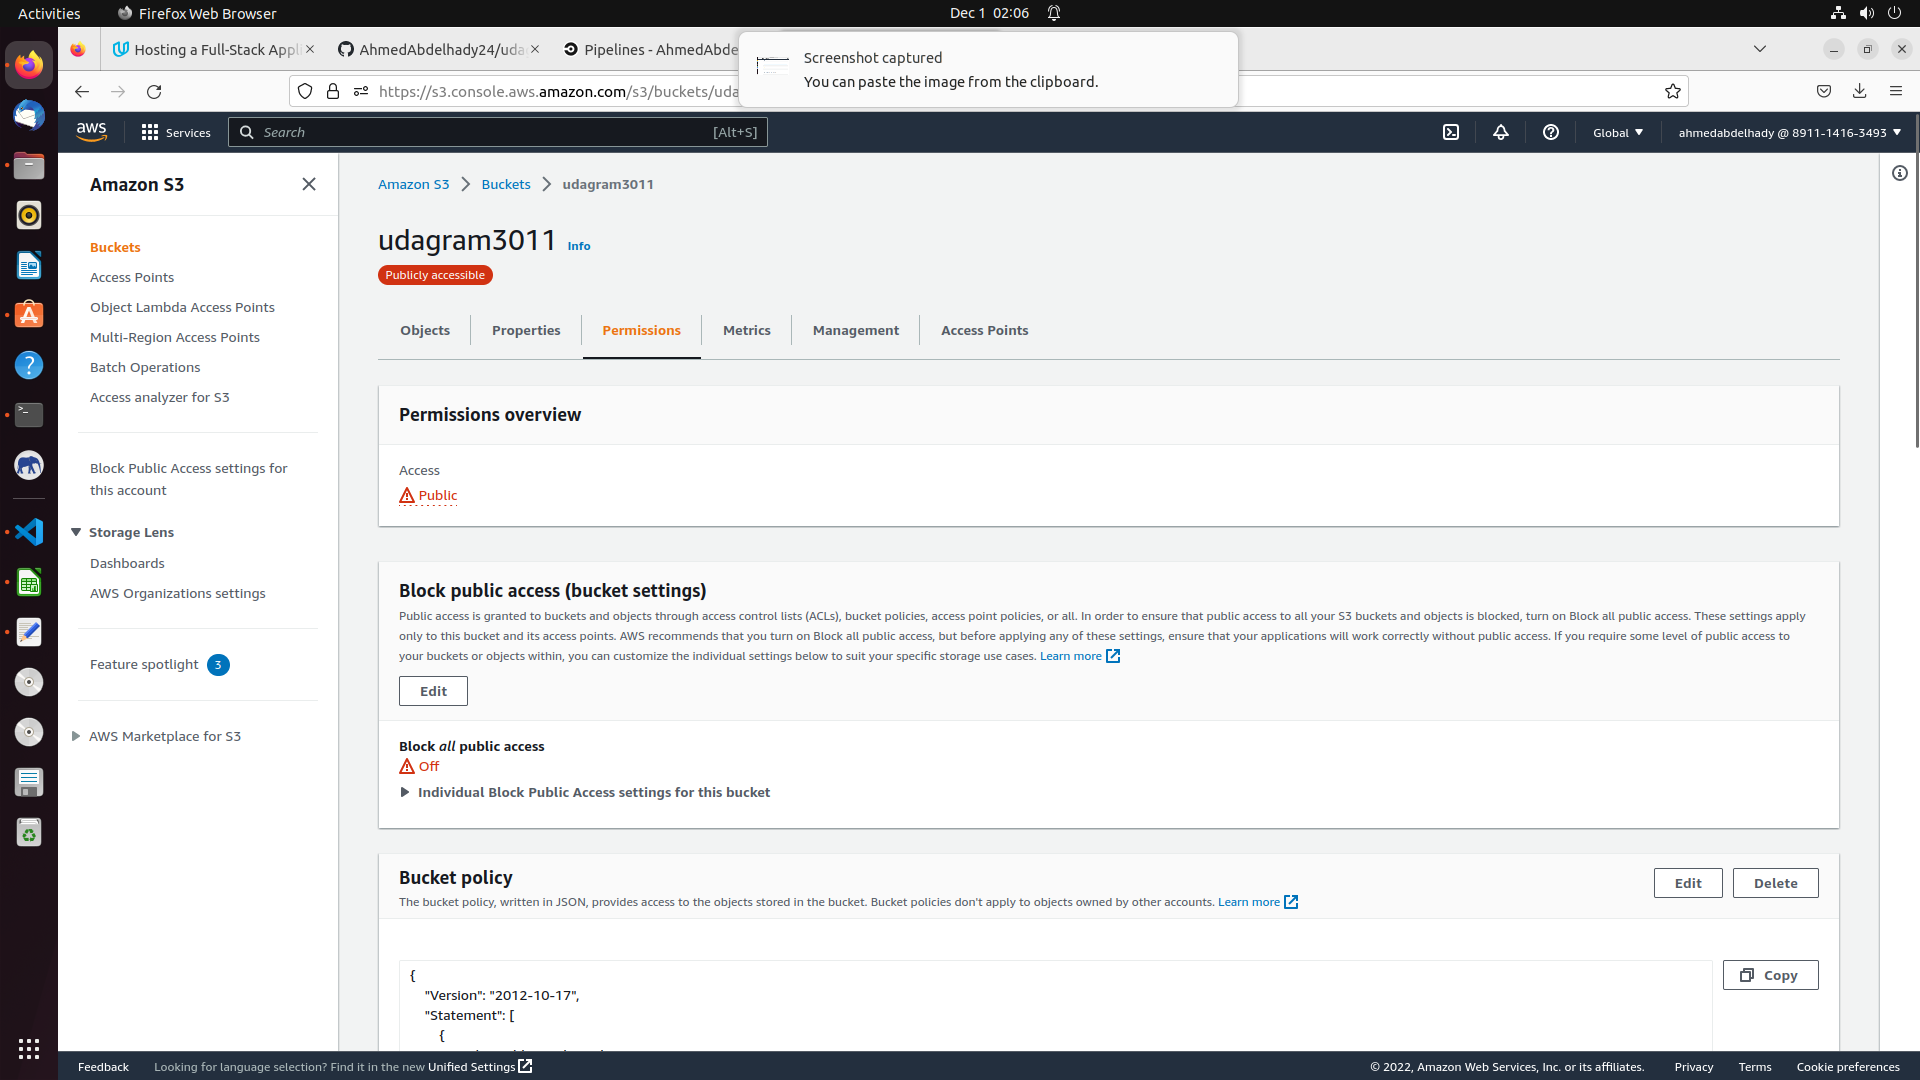 Activities
Firefox Web Browser
Dec 1 02:06
Hosting a Full-Stack Appl
AhmedAbdelhady24/uda
Pipelines - AhmedAbde
Screenshot captured
You can paste the image from the clipboard.
https://s3.console.aws.amazon.com/s3/buckets/uda
aws
Services
Search
[Alt+S]
Global
ahmedabdelhady @ 8911-1416-3493
Amazon S3
Buckets
Access Points
Object Lambda Access Points
Multi-Region Access Points
Batch Operations
Access analyzer for S3
Block Public Access settings for
this account
Storage Lens
Dashboards
AWS Organizations settings
Feature spotlight 3
AWS Marketplace for S3
Amazon S3
Buckets
udagram3011
udagram3011 Info
Publicly accessible
Objects
Properties
Permissions
Metrics
Management
Access Points
Permissions overview
Access
Public
Block public access (bucket settings)
Public access is granted to buckets and objects through access control lists (ACLs), bucket policies, access point policies, or all. In order to ensure that public access to all your S3 buckets and objects is blocked, turn on Block all public access. These settings apply
only to this bucket and its access points. AWS recommends that you turn on Block all public access, but before applying any of these settings, ensure that your applications will work correctly without public access. If you require some level of public access to
your buckets or objects within, you can customize the individual settings below to suit your specific storage use cases. Learn more
Edit
Block all public access
Off
Individual Block Public Access settings for this bucket
Bucket policy
The bucket policy, written in JSON, provides access to the objects stored in the bucket. Bucket policies don't apply to objects owned by other accounts. Learn more
Edit
Delete
Copy
{
"Version": "2012-10-17",
"Statement": [
{
Feedback
Looking for language selection? Find it in the new Unified Settings
© 2022, Amazon Web Services, Inc. or its affiliates.
Privacy
Terms
Cookie preferences